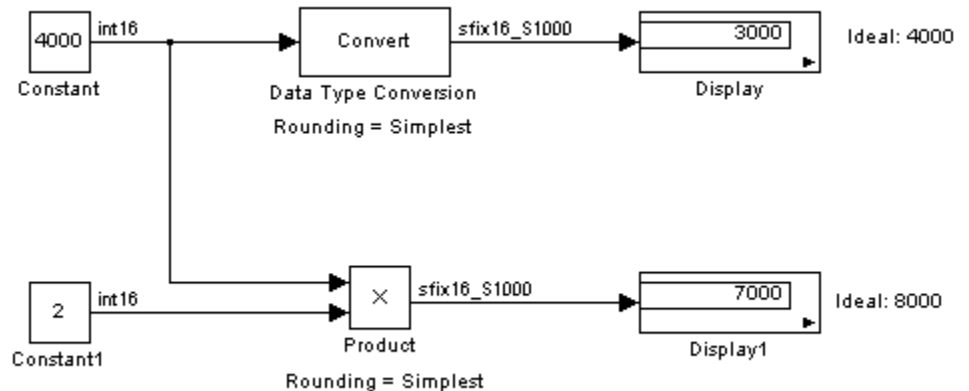 4000
int16
Constant
Convert
Data Type Conversion
Rounding = Simplest
sfix16_S1000
3000
Display
Ideal: 4000
2
int16
Constant1
×
Product
Rounding = Simplest
sfix16_S1000
7000
Display1
Ideal: 8000